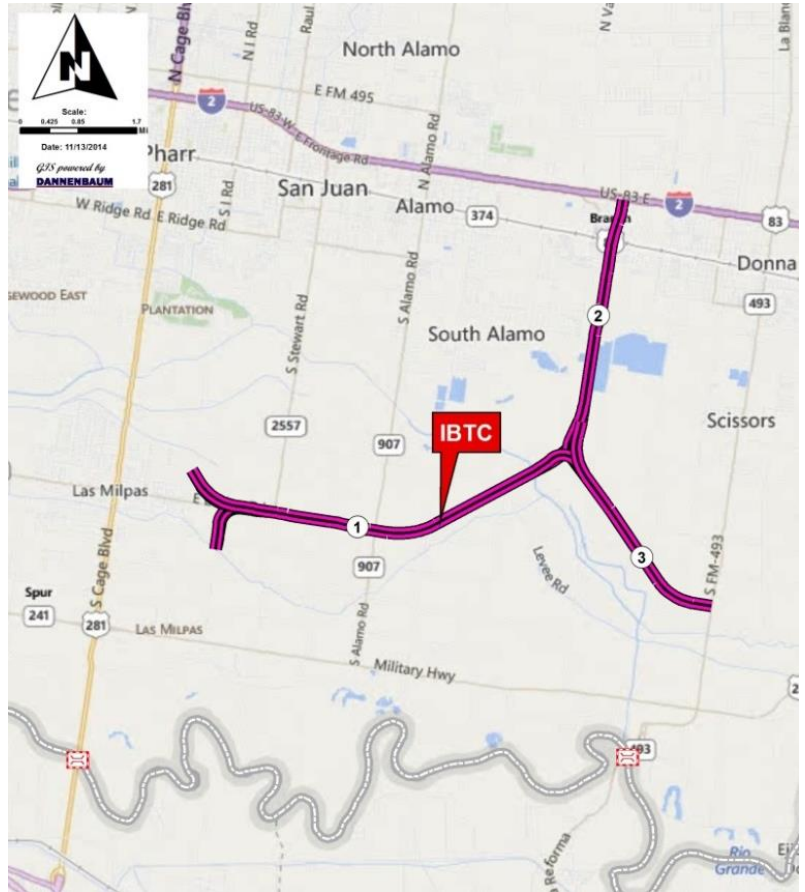 N
Scale:
0 0.425 0.85 1.7
Mi
Date: 11/13/2014
GIS powered by
DANNENBAUM
N Cage Blvd
N I Rd
Raul
North Alamo
E FM 495
N Alamo Rd
La Blanc
2
US-83 W-E Frontage Rd
Pharr
281
San Juan
S I Rd
W Ridge Rd E Ridge Rd
Alamo
374
US-83 E
2
83
Donna
493
PLANTATION
S Stewart Rd
S Alamo Rd
South Alamo
2
Scissors
2557
907
IBTC
Las Milpas
1
907
3
Levee Rd
S FM-493
S Cage Blvd
Spur
241
281
LAS MILPAS
S Alamo Rd
Military Hwy
493
Rio
Grande